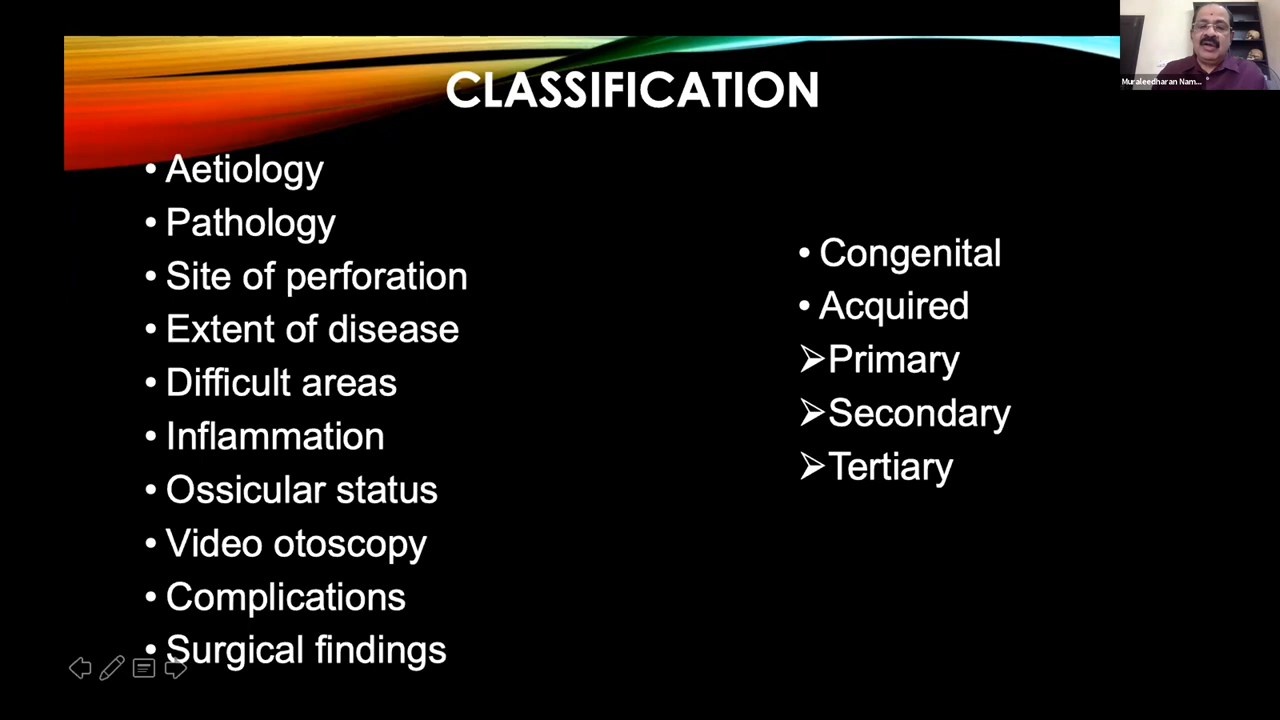 CLASSIFICATION
Muraleedharan Nam...
• Aetiology
• Pathology
• Site of perforation
• Extent of disease
• Difficult areas
• Inflammation
• Ossicular status
• Video otoscopy
• Complications
• Surgical findings
• Congenital
• Acquired
➢Primary
➢Secondary
➢Tertiary